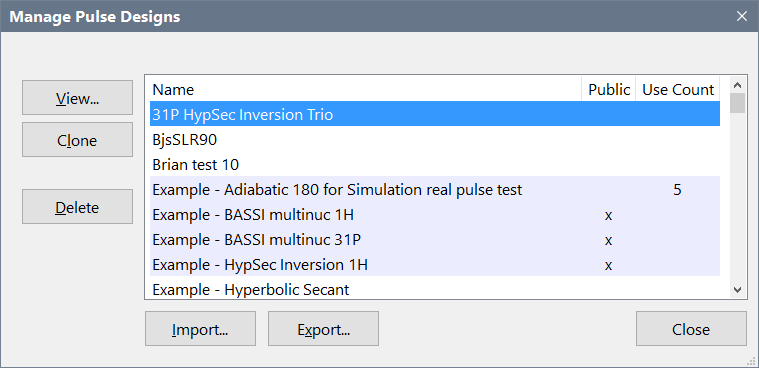 Manage Pulse Designs
View...
Clone
Delete
Name Public Use Count
31P HypSec Inversion Trio
BjsSLR90
Brian test 10
Example - Adiabatic 180 for Simulation real pulse test 5
Example - BASSI multinuc 1H x
Example - BASSI multinuc 31P x
Example - HypSec Inversion 1H x
Example - Hyperbolic Secant
Import... Export... Close